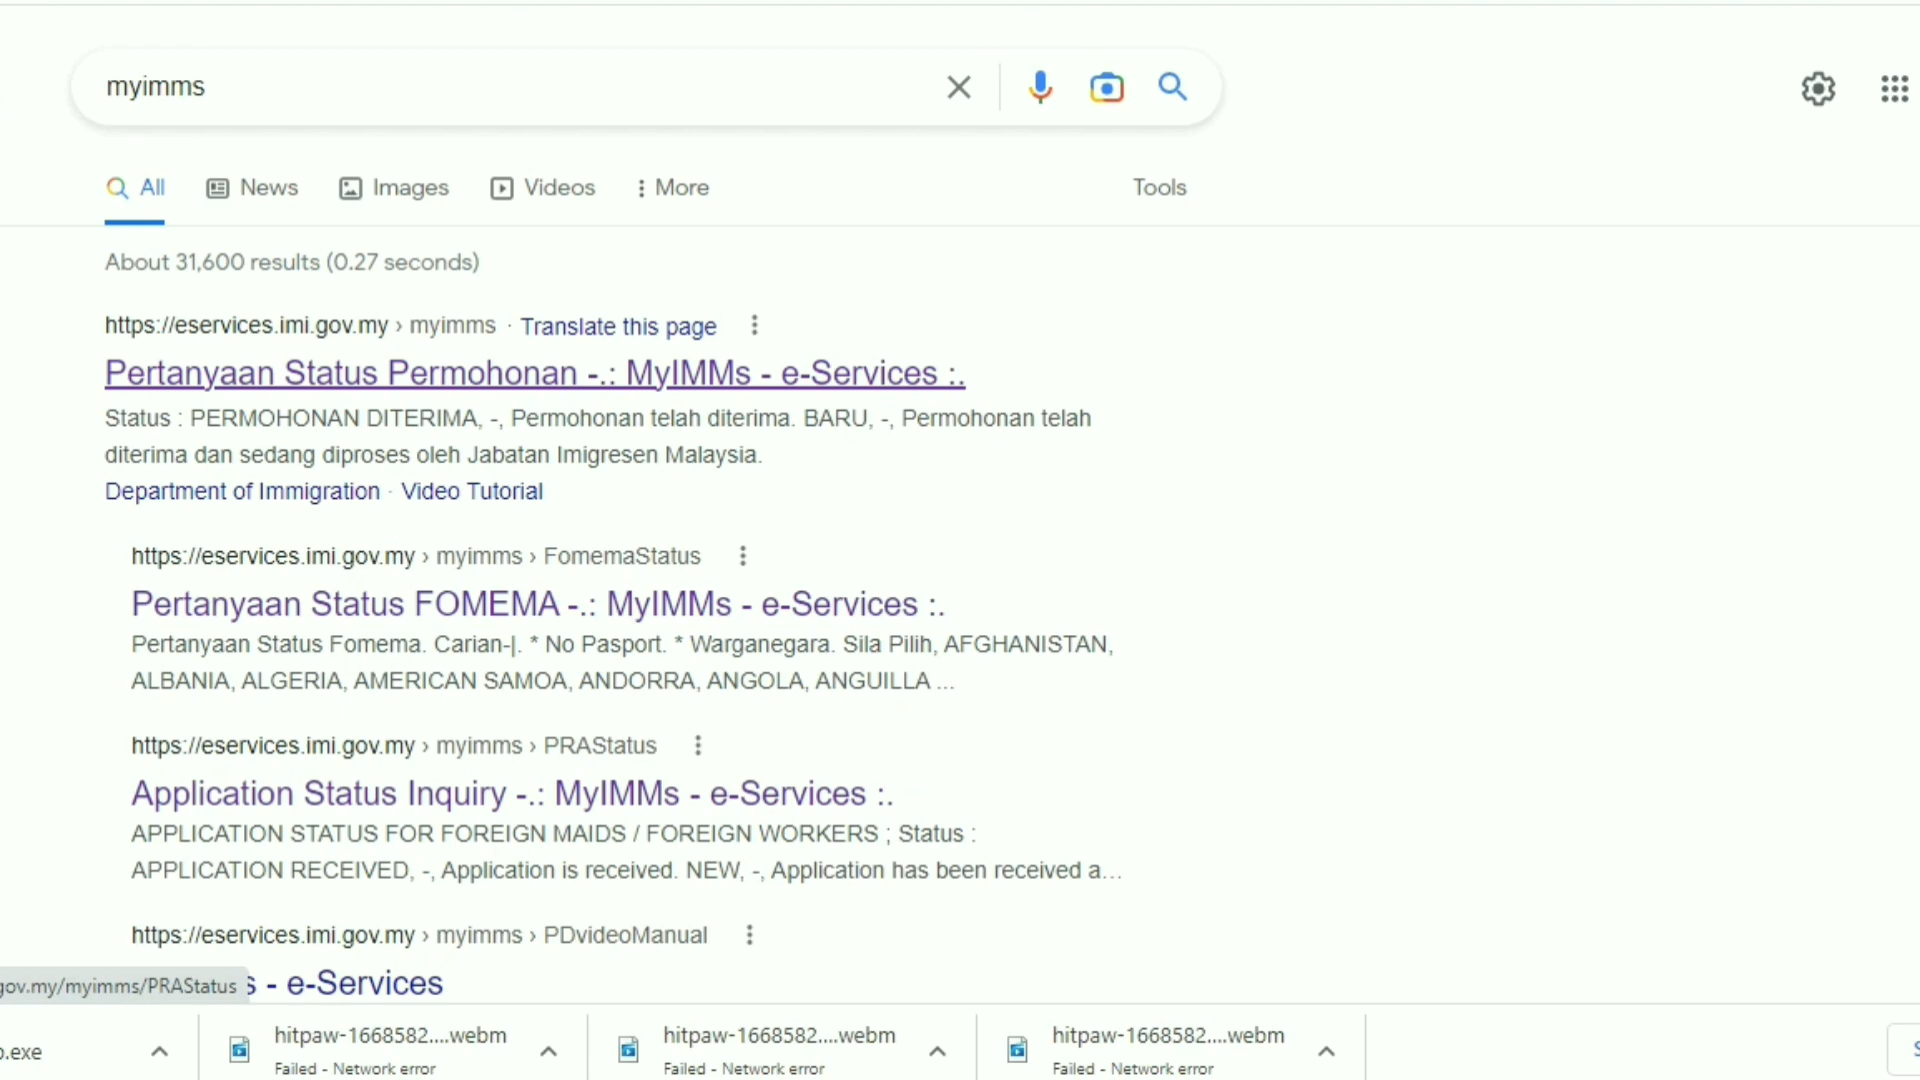 myimms
All
News
Images
Videos
More
Tools
About 31,600 results (0.27 seconds)
https://eservices.imi.gov.my › myimms · Translate this page
Pertanyaan Status Permohonan -.: MyIMMs - e-Services :.
Status : PERMOHONAN DITERIMA, -, Permohonan telah diterima. BARU, -, Permohonan telah
diterima dan sedang diproses oleh Jabatan Imigresen Malaysia.
Department of Immigration · Video Tutorial
https://eservices.imi.gov.my › myimms › FomemaStatus
Pertanyaan Status FOMEMA -.: MyIMMs - e-Services :.
Pertanyaan Status Fomema. Carian-|. * No Pasport. * Warganegara. Sila Pilih, AFGHANISTAN,
ALBANIA, ALGERIA, AMERICAN SAMOA, ANDORRA, ANGOLA, ANGUILLA ...
https://eservices.imi.gov.my › myimms › PRAStatus
Application Status Inquiry -.: MyIMMs - e-Services :.
APPLICATION STATUS FOR FOREIGN MAIDS / FOREIGN WORKERS ; Status :
APPLICATION RECEIVED, -, Application is received. NEW, -, Application has been received a...
https://eservices.imi.gov.my › myimms › PDvideoManual
gov.my/myimms/PRAStatus
s - e-Services
.exe
hitpaw-1668582....webm
Failed - Network error
hitpaw-1668582....webm
Failed - Network error
hitpaw-1668582....webm
Failed - Network error